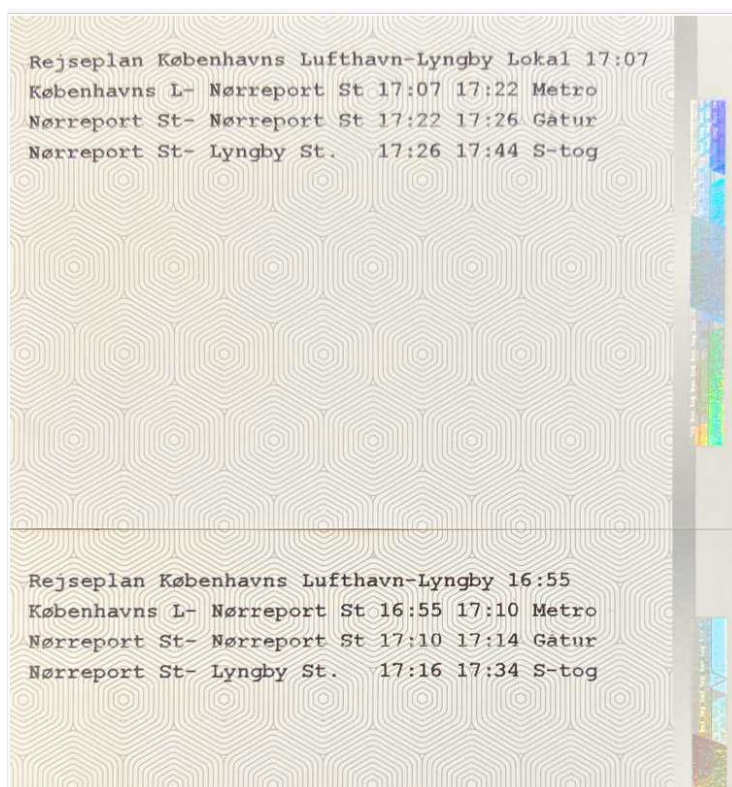 Rejseplan Københavns Lufthavn-Lyngby Lokal 17:07
Københavns L- Nørreport St 17:07 17:22 Metro
Nørreport St- Nørreport St 17:22 17:26 Gåtur
Nørreport St- Lyngby St. 17:26 17:44 S-tog
Rejseplan Københavns Lufthavn-Lyngby 16:55
Københavns L- Nørreport St 16:55 17:10 Metro
Nørreport St- Nørreport St 17:10 17:14 Gåtur
Nørreport St- Lyngby St. 17:16 17:34 S-tog